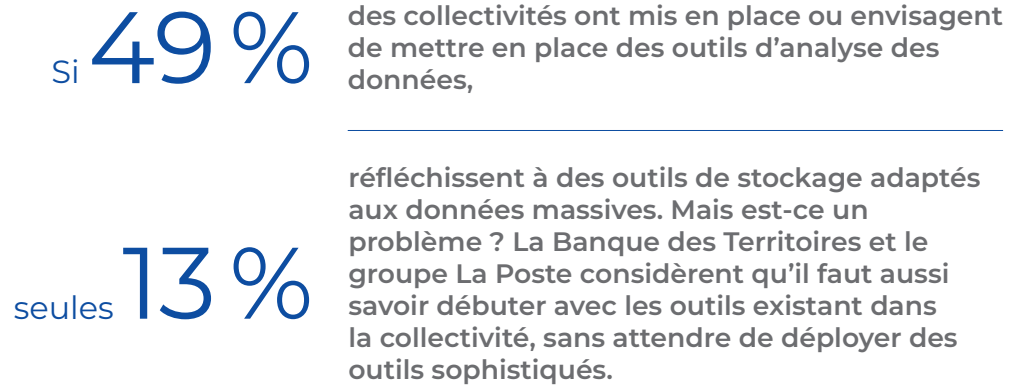 Si 49 %
des collectivités ont mis en place ou envisagent
de mettre en place des outils d’analyse des
données,
seules 13 %
réfléchissent à des outils de stockage adaptés
aux données massives. Mais est-ce un
problème ? La Banque des Territoires et le
groupe La Poste considèrent qu’il faut aussi
savoir débuter avec les outils existant dans
la collectivité, sans attendre de déployer des
outils sophistiqués.